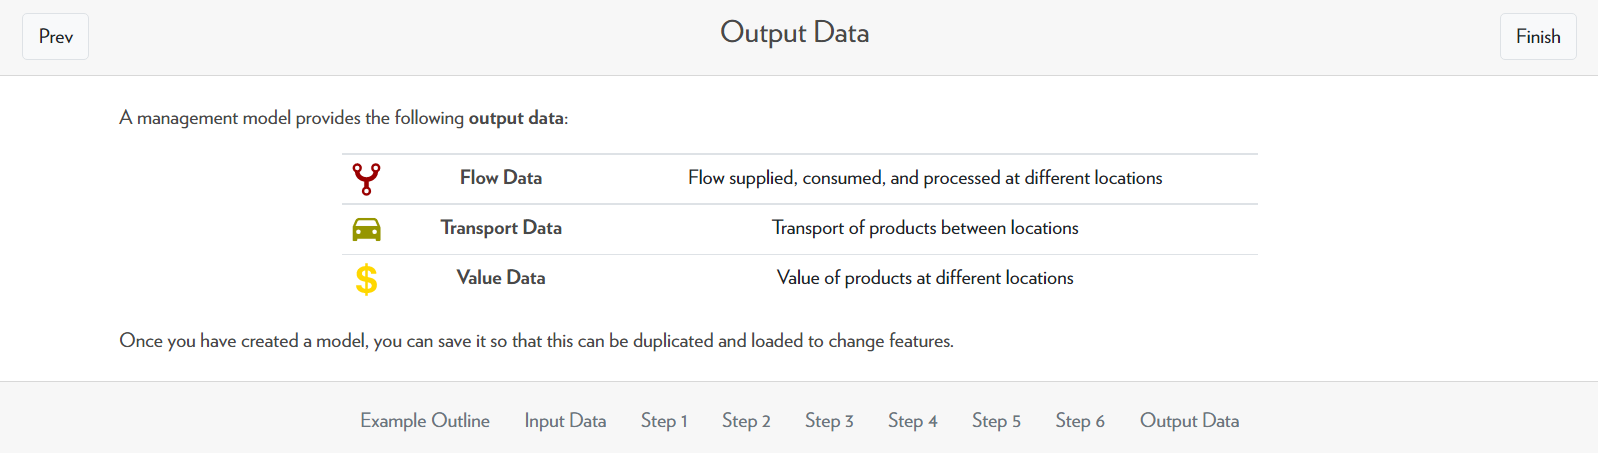 Prev
Output Data
Finish
A management model provides the following output data:
Flow Data Flow supplied, consumed, and processed at different locations
Transport Data Transport of products between locations
$ Value Data Value of products at different locations
Once you have created a model, you can save it so that this can be duplicated and loaded to change features.
Example Outline Input Data Step 1 Step 2 Step 3 Step 4 Step 5 Step 6 Output Data